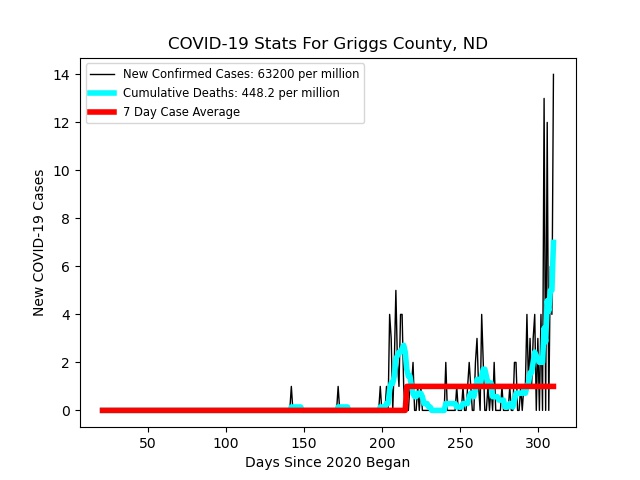 COVID-19 Stats For Griggs County, ND
New Confirmed Cases: 63200 per million
Cumulative Deaths: 448.2 per million
7 Day Case Average
New COVID-19 Cases
14
12
10
8
6
4
2
0
50 100 150 200 250 300
Days Since 2020 Began